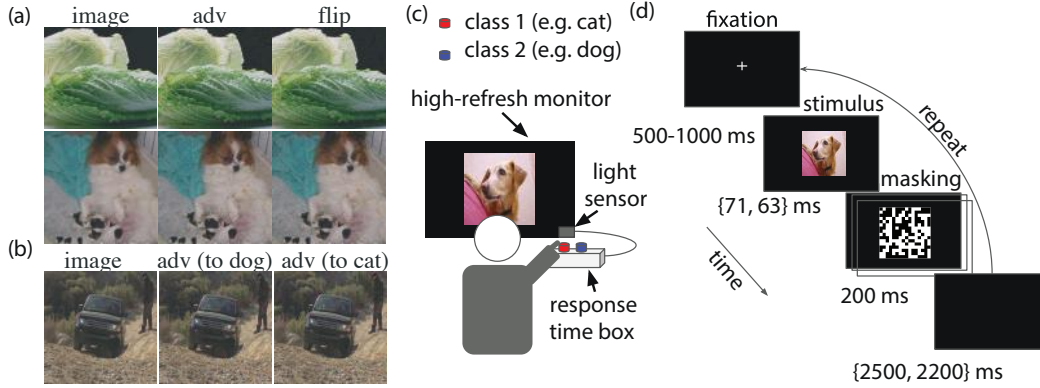 (a)
image adv flip
(b)
image adv (to dog) adv (to cat)
(c)
class 1 (e.g. cat)
class 2 (e.g. dog)
high-refresh monitor
light
sensor
response
time box
(d)
fixation
500-1000 ms
stimulus
{71, 63} ms
repeat
masking
200 ms
time
{2500, 2200} ms